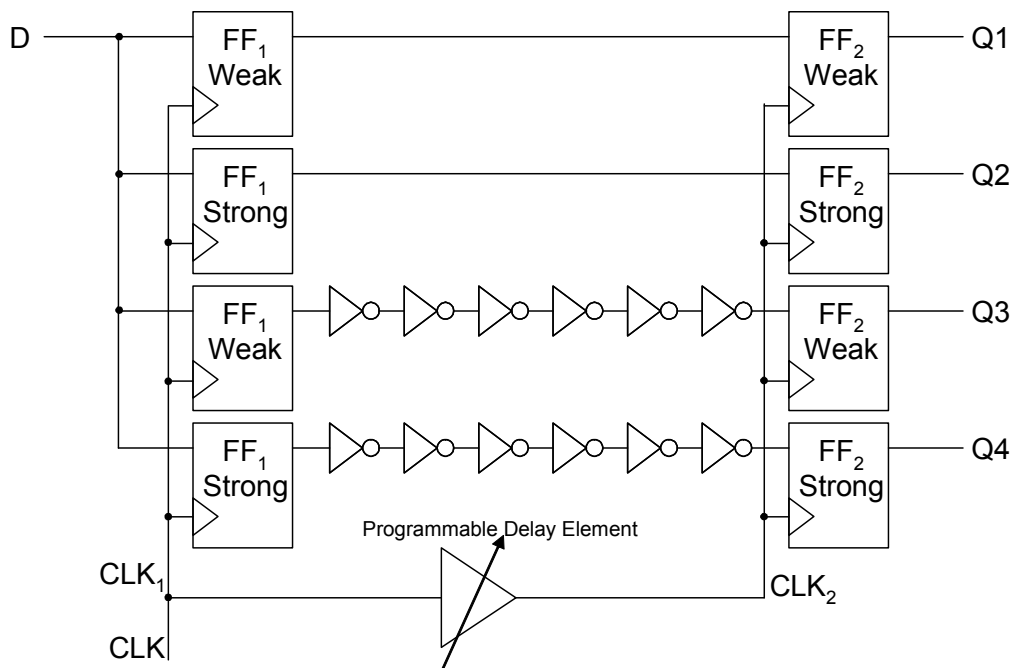 D
FF₁
Weak
FF₂
Weak
Q1
FF₁
Strong
FF₂
Strong
Q2
FF₁
Weak
FF₂
Weak
Q3
FF₁
Strong
FF₂
Strong
Q4
Programmable Delay Element
CLK₁
CLK₂
CLK